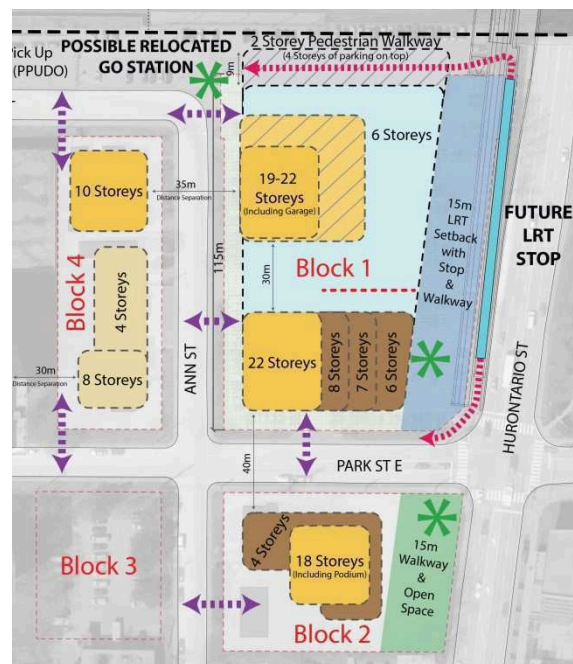 Pick Up
(PPUDO)
POSSIBLE RELOCATED
GO STATION
9m
2 Storey Pedestrian Walkway
(4 Storeys of parking on top)
6 Storeys
19-22
Storeys
(Including Garage)
10 Storeys
35m
Distance Separation
115m
15m
LRT
Setback
with
Stop
&
Walkway
FUTURE
LRT
STOP
Block 4
4 Storeys
30m
Block 1
30m
Distance Separation
8 Storeys
ANN ST
22 Storeys
8 Storeys
7 Storeys
6 Storeys
HURONTARIO ST
40m
PARK ST E
Block 3
4 Storeys
18 Storeys
(Including Podium)
Block 2
15m
Walkway
&
Open
Space